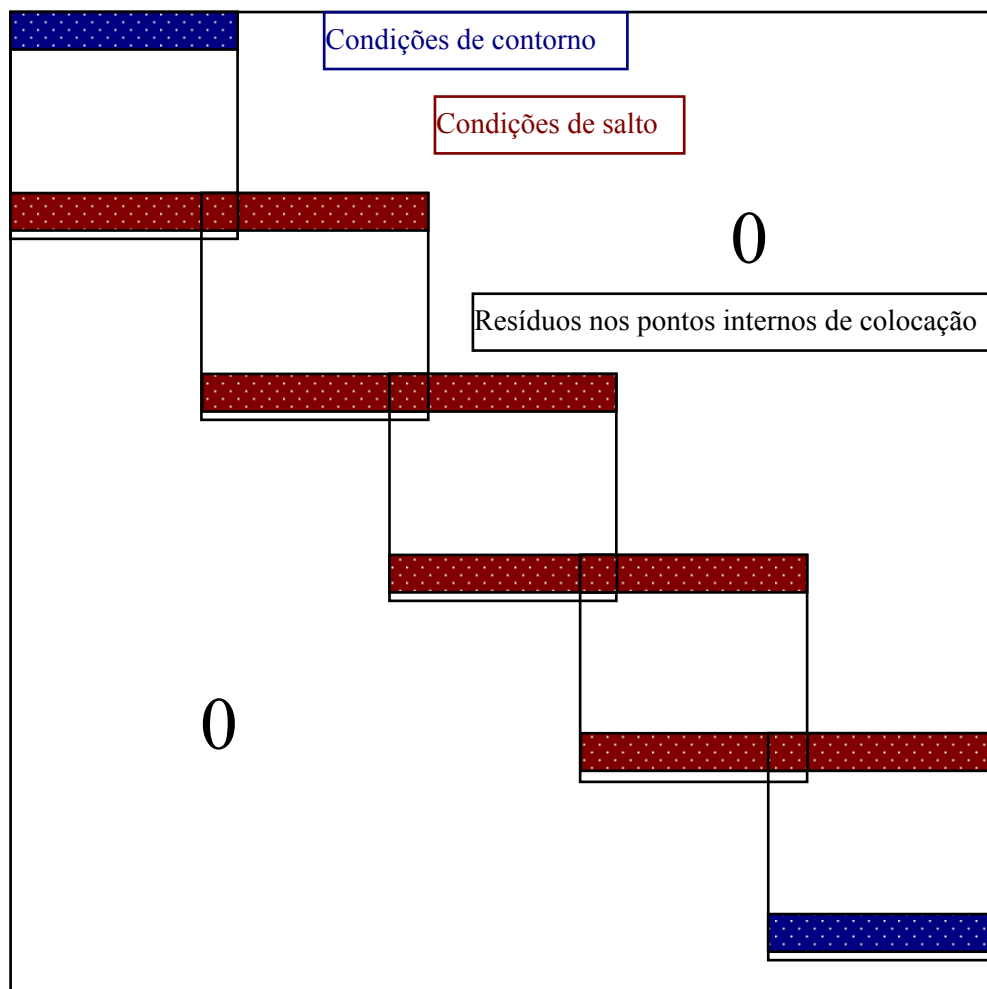 Condições de contorno
Condições de salto
0
Resíduos nos pontos internos de colocação
0